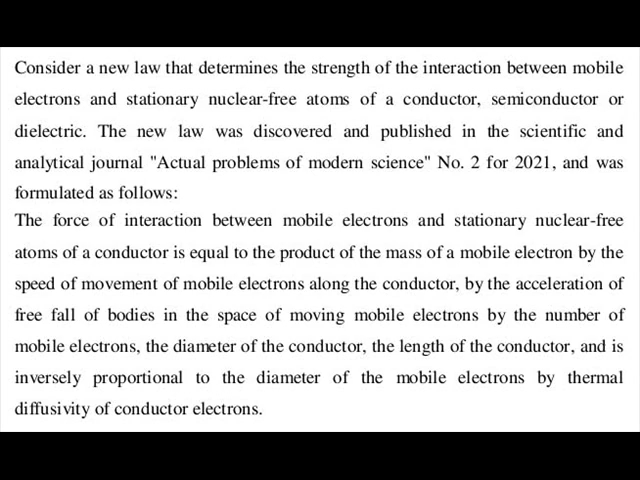 Consider a new law that determines the strength of the interaction between mobile
electrons and stationary nuclear-free atoms of a conductor, semiconductor or
dielectric. The new law was discovered and published in the scientific and
analytical journal "Actual problems of modern science" No. 2 for 2021, and was
formulated as follows:
The force of interaction between mobile electrons and stationary nuclear-free
atoms of a conductor is equal to the product of the mass of a mobile electron by the
speed of movement of mobile electrons along the conductor, by the acceleration of
free fall of bodies in the space of moving mobile electrons by the number of
mobile electrons, the diameter of the conductor, the length of the conductor, and is
inversely proportional to the diameter of the mobile electrons by thermal
diffusivity of conductor electrons.